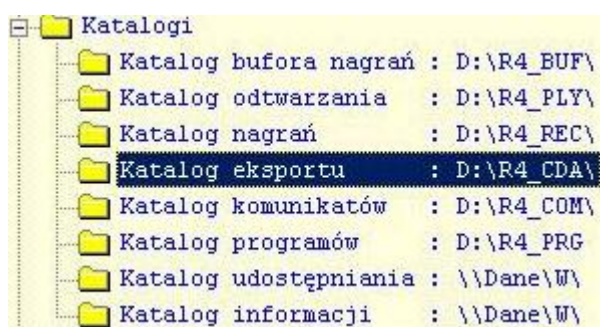 Katalogi
Katalog bufora nagrań : D:\R4_BUF\
Katalog odtwarzania : D:\R4_PLY\
Katalog nagrań : D:\R4_REC\
Katalog eksportu : D:\R4_CDA\
Katalog komunikatów : D:\R4_COM\
Katalog programów : D:\R4_PRG
Katalog udostępniania : \\Dane\W\
Katalog informacji : \\Dane\W\